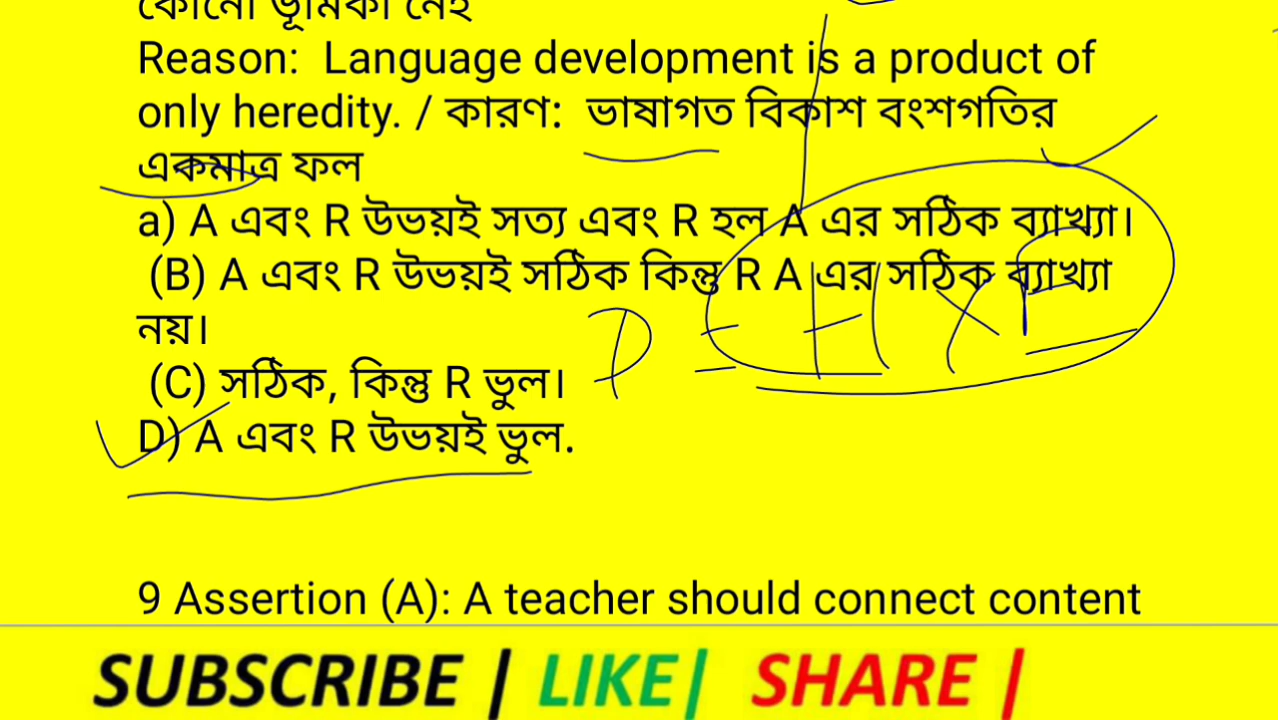 কোনো ভূমিকা নেই
Reason: Language development is a product of
only heredity. / কারণ: ভাষাগত বিকাশ বংশগতির
একমাত্র ফল
a) A এবং R উভয়ই সত্য এবং R হল A এর সঠিক ব্যাখ্যা।
(B) A এবং R উভয়ই সঠিক কিন্তু R A এর সঠিক ব্যাখ্যা
নয়।
(C) সঠিক, কিন্তু R ভুল।
D) A এবং R উভয়ই ভুল.
P = H X E
9 Assertion (A): A teacher should connect content
SUBSCRIBE | LIKE| SHARE |